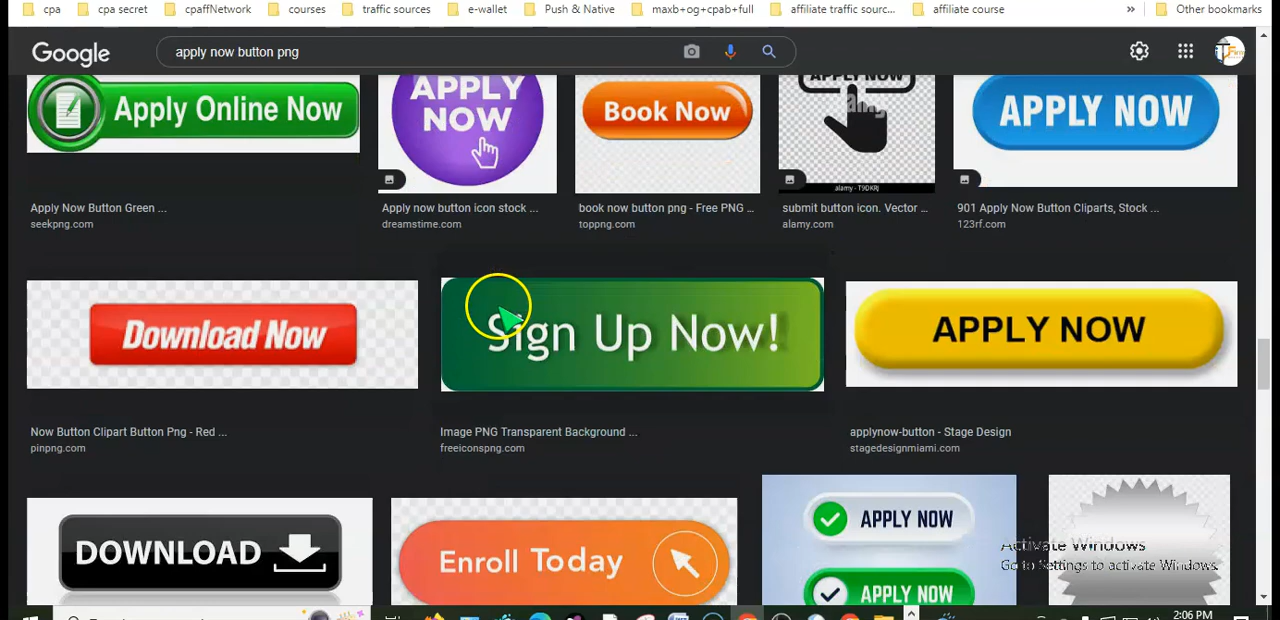 cpa cpa secret cpaffNetwork courses traffic sources e-wallet Push & Native maxb+og+cpab+full affiliate traffic sourc... affiliate course » Other bookmarks
Google apply now button png
Apply Online Now
APPLY
NOW
Book Now
APPLY NOW
alamy - T9DKRJ
APPLY NOW
Apply Now Button Green ...
seekpng.com
Apply now button icon stock ...
dreamstime.com
book now button png - Free PNG ...
toppng.com
submit button icon. Vector ...
alamy.com
901 Apply Now Button Cliparts, Stock ...
123rf.com
Download Now
Sign Up Now!
APPLY NOW
Now Button Clipart Button Png - Red ...
pinpng.com
Image PNG Transparent Background ...
freeiconspng.com
applynow-button - Stage Design
stagedesignmiami.com
DOWNLOAD
Enroll Today
APPLY NOW
APPLY NOW
Activate Windows
Go to Settings to activate Windows.
2:06 PM